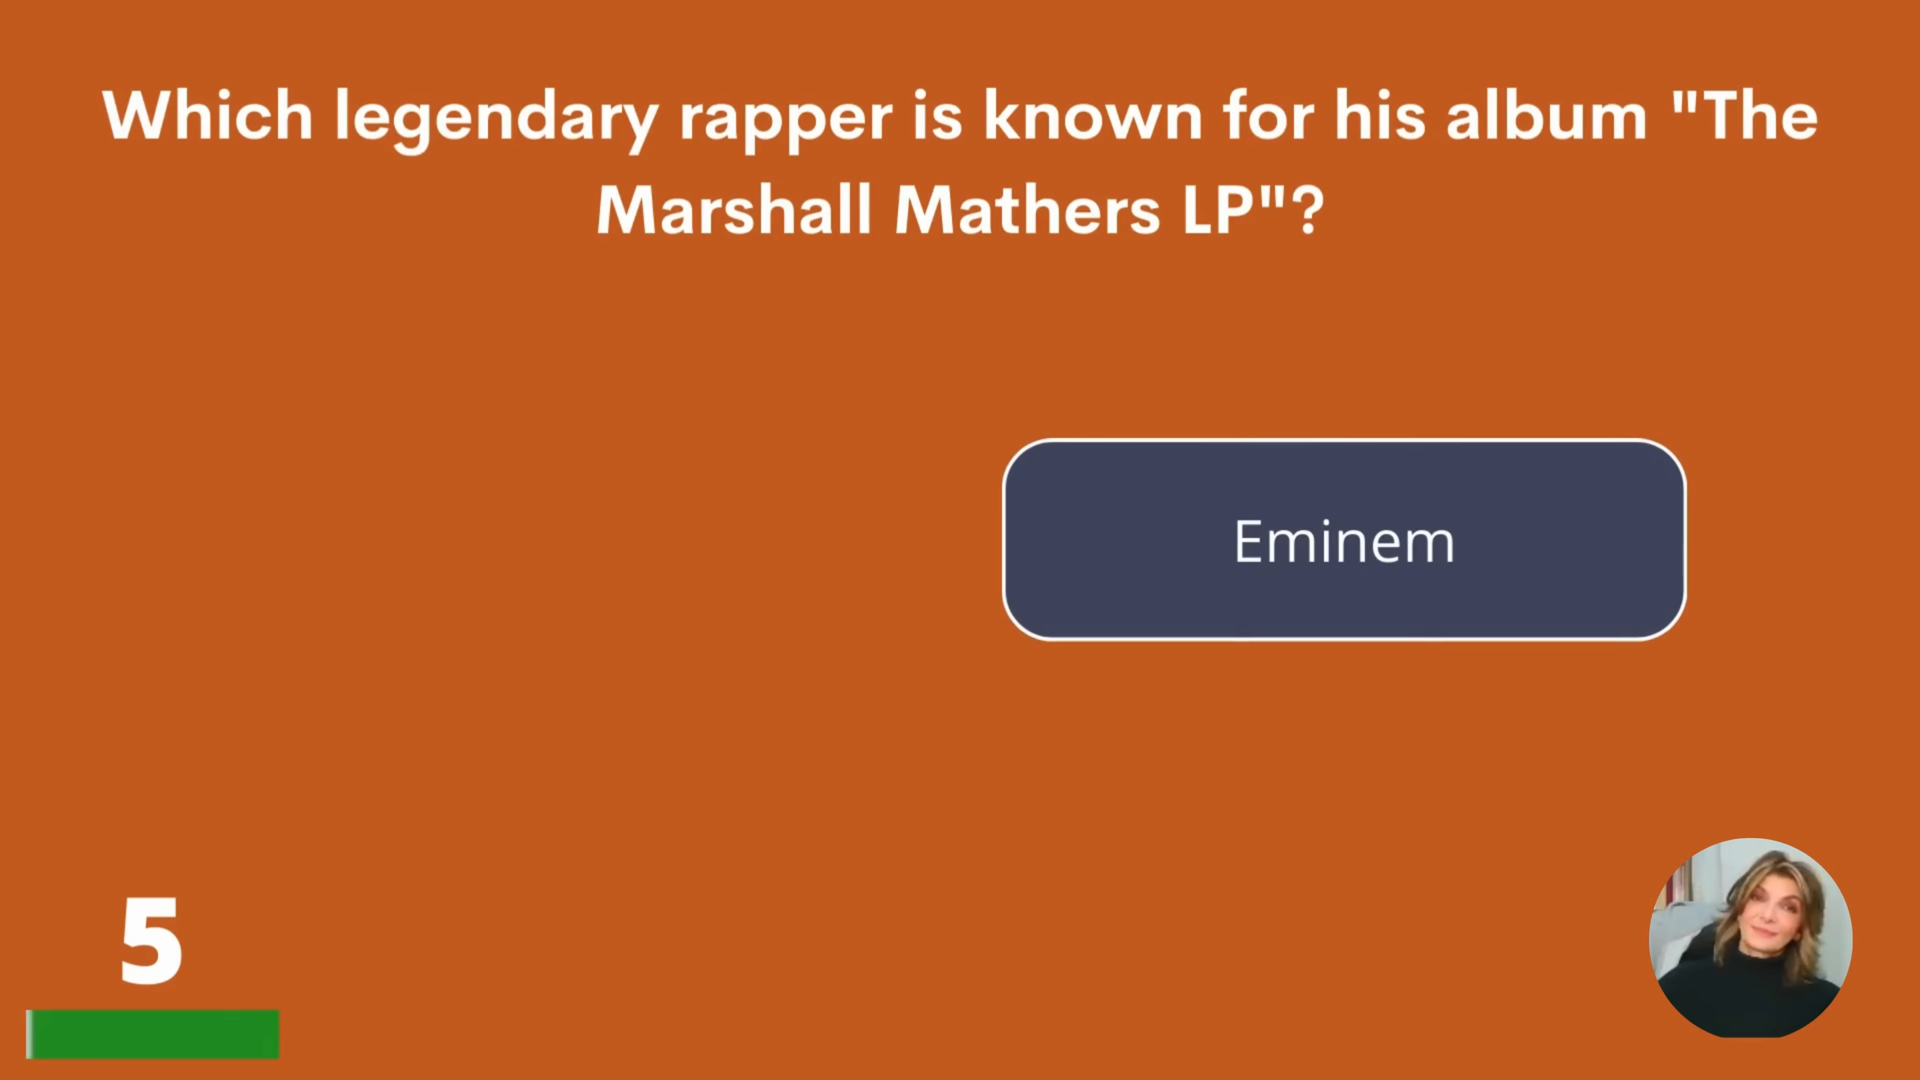 Which legendary rapper is known for his album "The
Marshall Mathers LP"?
Eminem
5